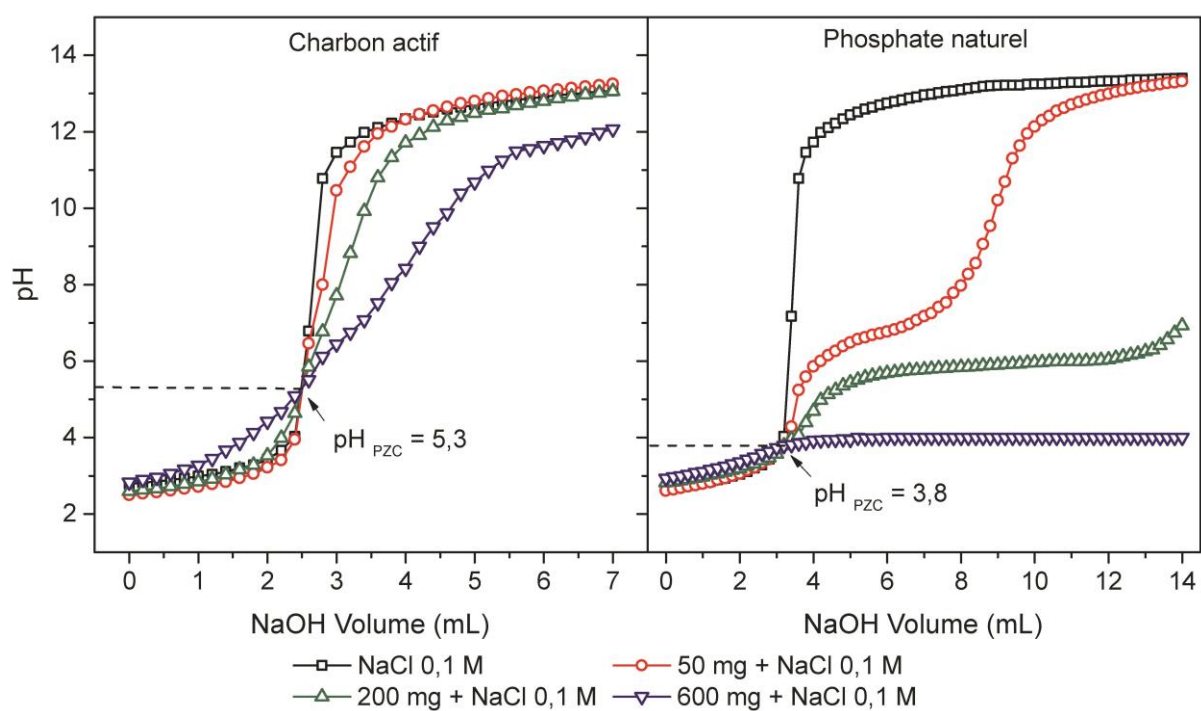 Charbon actif
Phosphate naturel
pH
14
12
10
8
6
4
2
pH PZC = 5,3
pH PZC = 3,8
0 1 2 3 4 5 6 7
0 2 4 6 8 10 12 14
NaOH Volume (mL)
NaOH Volume (mL)
NaCl 0,1 M
50 mg + NaCl 0,1 M
200 mg + NaCl 0,1 M
600 mg + NaCl 0,1 M